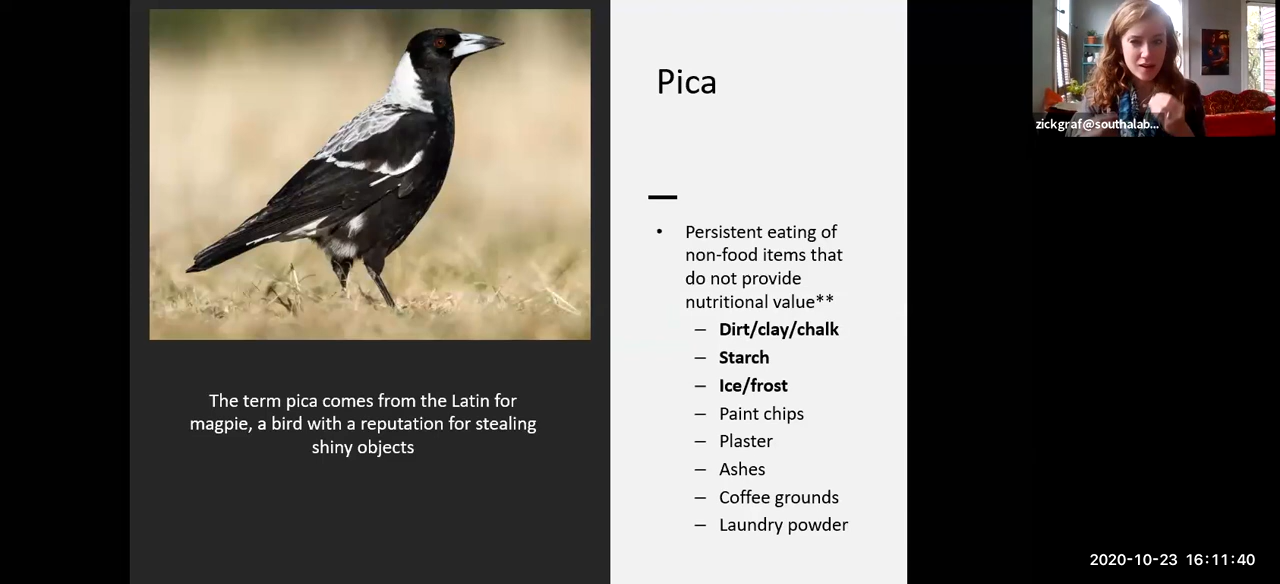 Pica
Persistent eating of
non-food items that
do not provide
nutritional value**
– Dirt/clay/chalk
– Starch
– Ice/frost
– Paint chips
– Plaster
– Ashes
– Coffee grounds
– Laundry powder
The term pica comes from the Latin for
magpie, a bird with a reputation for stealing
shiny objects
zickgraf@southalab...
2020-10-23 16:11:40